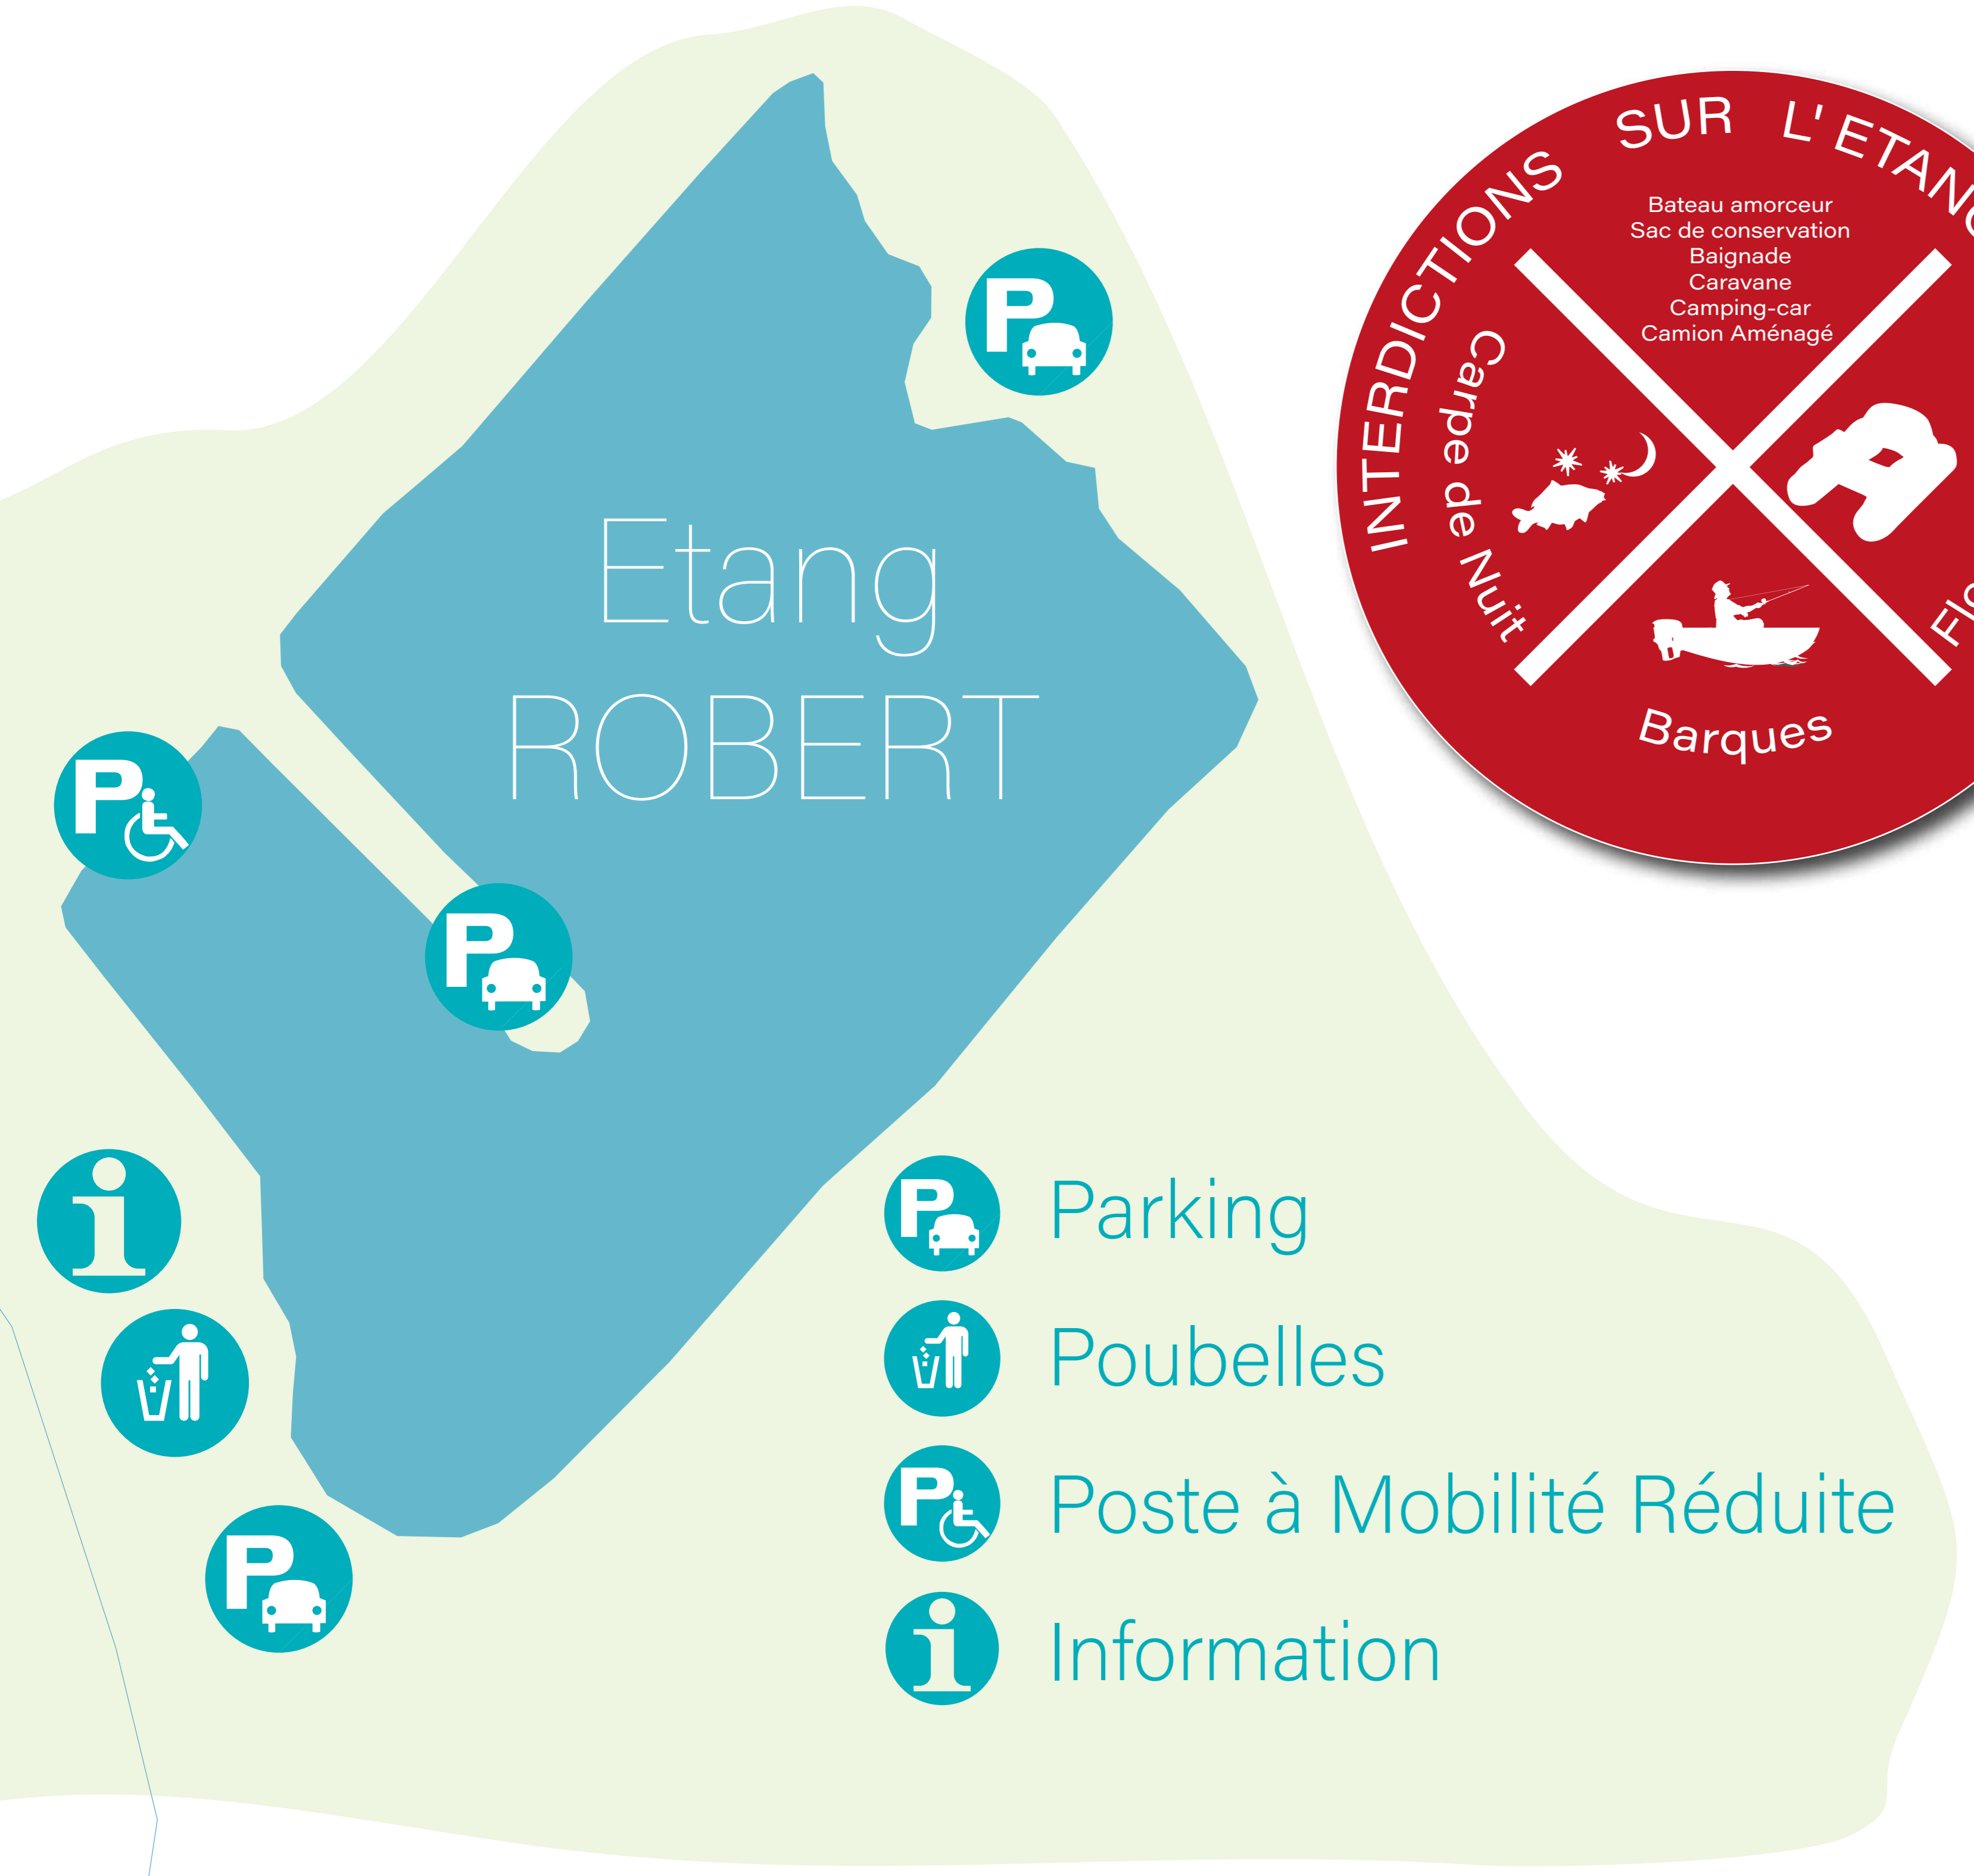 INTERDICTIONS SUR L'ETANG
Bateau amorceur
Sac de conservation
Baignade
Caravane
Camping-car
Camion Aménagé
Carpe de Nuit
Barques
Etang
ROBERT
P
P
P
P
i
Parking
Poubelles
Poste à Mobilité Réduite
Information